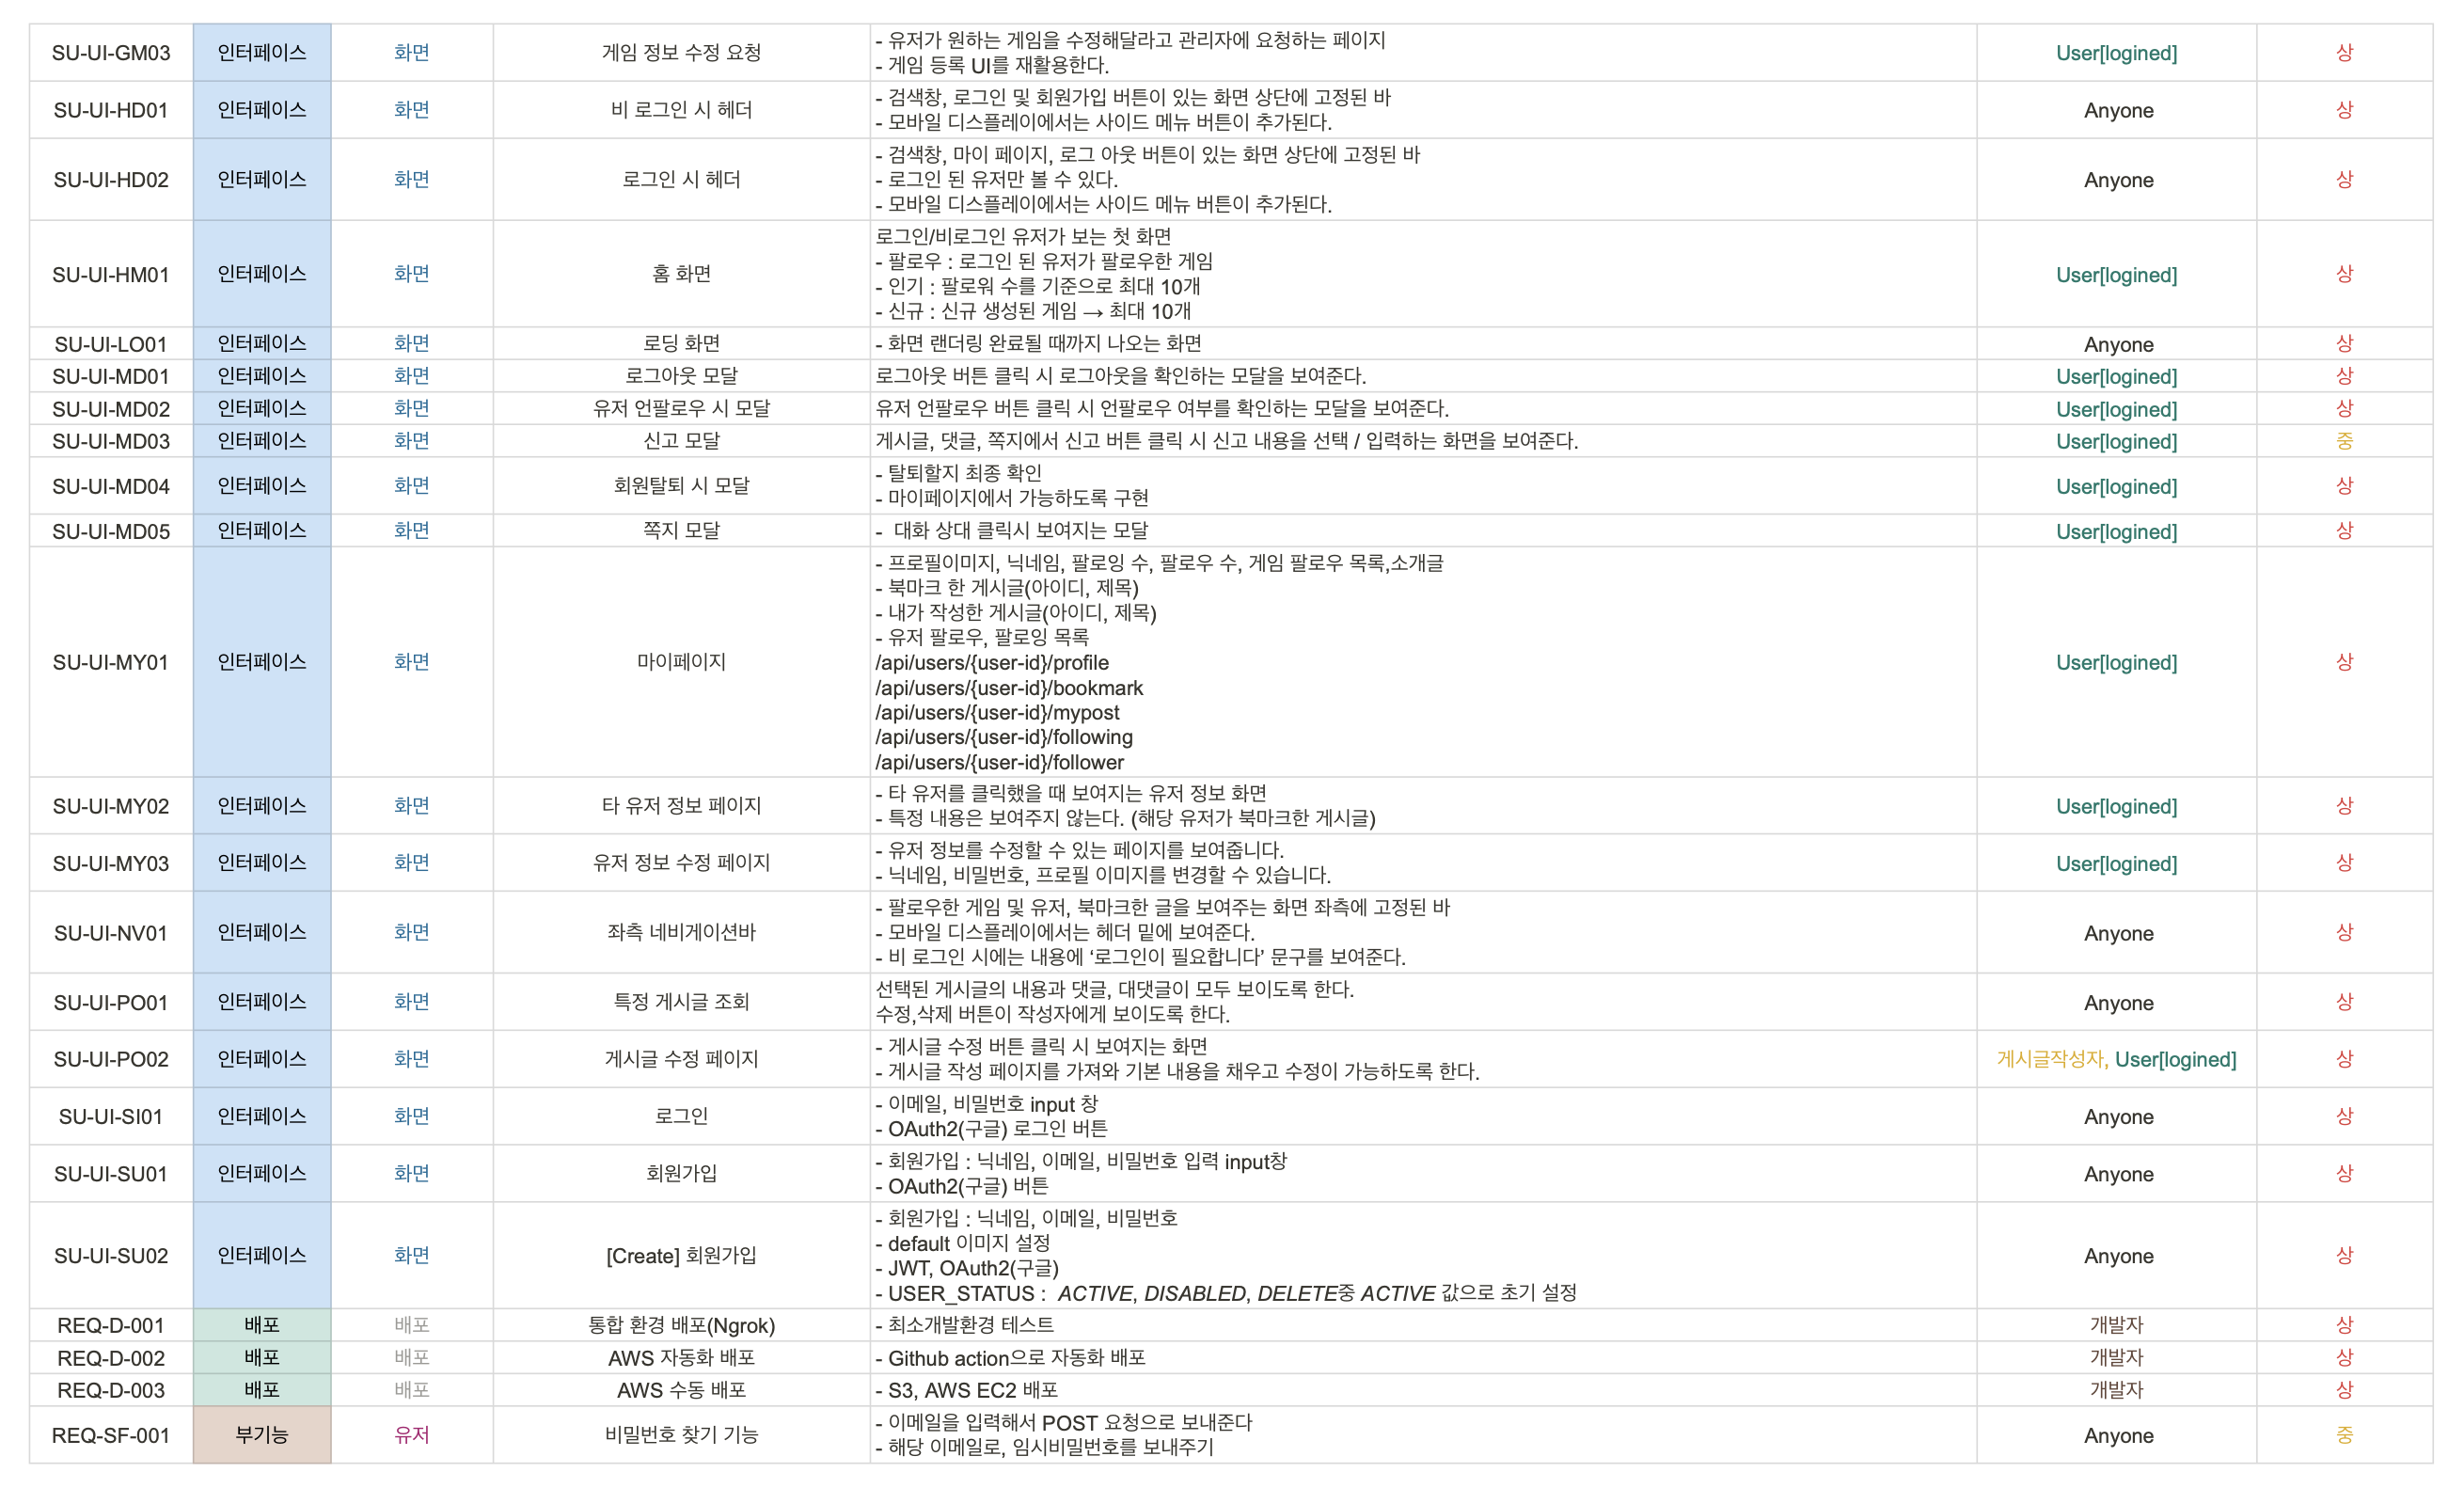 SU-UI-GM03 인터페이스 화면 게임 정보 수정 요청 - 유저가 원하는 게임을 수정해달라고 관리자에 요청하는 페이지
- 게임 등록 UI를 재활용한다. User[logined] 상
SU-UI-HD01 인터페이스 화면 비 로그인 시 헤더 - 검색창, 로그인 및 회원가입 버튼이 있는 화면 상단에 고정된 바
- 모바일 디스플레이에서는 사이드 메뉴 버튼이 추가된다. Anyone 상
SU-UI-HD02 인터페이스 화면 로그인 시 헤더 - 검색창, 마이 페이지, 로그 아웃 버튼이 있는 화면 상단에 고정된 바
- 로그인 된 유저만 볼 수 있다.
- 모바일 디스플레이에서는 사이드 메뉴 버튼이 추가된다. Anyone 상
SU-UI-HM01 인터페이스 화면 홈 화면 로그인/비로그인 유저가 보는 첫 화면
- 팔로우 : 로그인 된 유저가 팔로우한 게임
- 인기 : 팔로워 수를 기준으로 최대 10개
- 신규 : 신규 생성된 게임 → 최대 10개 User[logined] 상
SU-UI-LO01 인터페이스 화면 로딩 화면 - 화면 랜더링 완료될 때까지 나오는 화면 Anyone 상
SU-UI-MD01 인터페이스 화면 로그아웃 모달 로그아웃 버튼 클릭 시 로그아웃을 확인하는 모달을 보여준다. User[logined] 상
SU-UI-MD02 인터페이스 화면 유저 언팔로우 시 모달 유저 언팔로우 버튼 클릭 시 언팔로우 여부를 확인하는 모달을 보여준다. User[logined] 상
SU-UI-MD03 인터페이스 화면 신고 모달 게시글, 댓글, 쪽지에서 신고 버튼 클릭 시 신고 내용을 선택 / 입력하는 화면을 보여준다. User[logined] 중
SU-UI-MD04 인터페이스 화면 회원탈퇴 시 모달 - 탈퇴할지 최종 확인
- 마이페이지에서 가능하도록 구현 User[logined] 상
SU-UI-MD05 인터페이스 화면 쪽지 모달 - 대화 상대 클릭시 보여지는 모달 User[logined] 상
SU-UI-MY01 인터페이스 화면 마이페이지 - 프로필이미지, 닉네임, 팔로잉 수, 팔로우 수, 게임 팔로우 목록,소개글
- 북마크 한 게시글(아이디, 제목)
- 내가 작성한 게시글(아이디, 제목)
- 유저 팔로우, 팔로잉 목록
/api/users/{user-id}/profile
/api/users/{user-id}/bookmark
/api/users/{user-id}/mypost
/api/users/{user-id}/following
/api/users/{user-id}/follower User[logined] 상
SU-UI-MY02 인터페이스 화면 타 유저 정보 페이지 - 타 유저를 클릭했을 때 보여지는 유저 정보 화면
- 특정 내용은 보여주지 않는다. (해당 유저가 북마크한 게시글) User[logined] 상
SU-UI-MY03 인터페이스 화면 유저 정보 수정 페이지 - 유저 정보를 수정할 수 있는 페이지를 보여줍니다.
- 닉네임, 비밀번호, 프로필 이미지를 변경할 수 있습니다. User[logined] 상
SU-UI-NV01 인터페이스 화면 좌측 네비게이션바 - 팔로우한 게임 및 유저, 북마크한 글을 보여주는 화면 좌측에 고정된 바
- 모바일 디스플레이에서는 헤더 밑에 보여준다.
- 비 로그인 시에는 내용에 ‘로그인이 필요합니다’ 문구를 보여준다. Anyone 상
SU-UI-PO01 인터페이스 화면 특정 게시글 조회 선택된 게시글의 내용과 댓글, 대댓글이 모두 보이도록 한다.
수정,삭제 버튼이 작성자에게 보이도록 한다. Anyone 상
SU-UI-PO02 인터페이스 화면 게시글 수정 페이지 - 게시글 수정 버튼 클릭 시 보여지는 화면
- 게시글 작성 페이지를 가져와 기본 내용을 채우고 수정이 가능하도록 한다. 게시글작성자, User[logined] 상
SU-UI-SI01 인터페이스 화면 로그인 - 이메일, 비밀번호 input 창
- OAuth2(구글) 로그인 버튼 Anyone 상
SU-UI-SU01 인터페이스 화면 회원가입 - 회원가입 : 닉네임, 이메일, 비밀번호 입력 input창
- OAuth2(구글) 버튼 Anyone 상
SU-UI-SU02 인터페이스 화면 [Create] 회원가입 - 회원가입 : 닉네임, 이메일, 비밀번호
- default 이미지 설정
- JWT, OAuth2(구글)
- USER_STATUS : ACTIVE, DISABLED, DELETE중 ACTIVE 값으로 초기 설정 Anyone 상
REQ-D-001 배포 배포 통합 환경 배포(Ngrok) - 최소개발환경 테스트 개발자 상
REQ-D-002 배포 배포 AWS 자동화 배포 - Github action으로 자동화 배포 개발자 상
REQ-D-003 배포 배포 AWS 수동 배포 - S3, AWS EC2 배포 개발자 상
REQ-SF-001 부기능 유저 비밀번호 찾기 기능 - 이메일을 입력해서 POST 요청으로 보내준다
- 해당 이메일로, 임시비밀번호를 보내주기 Anyone 중